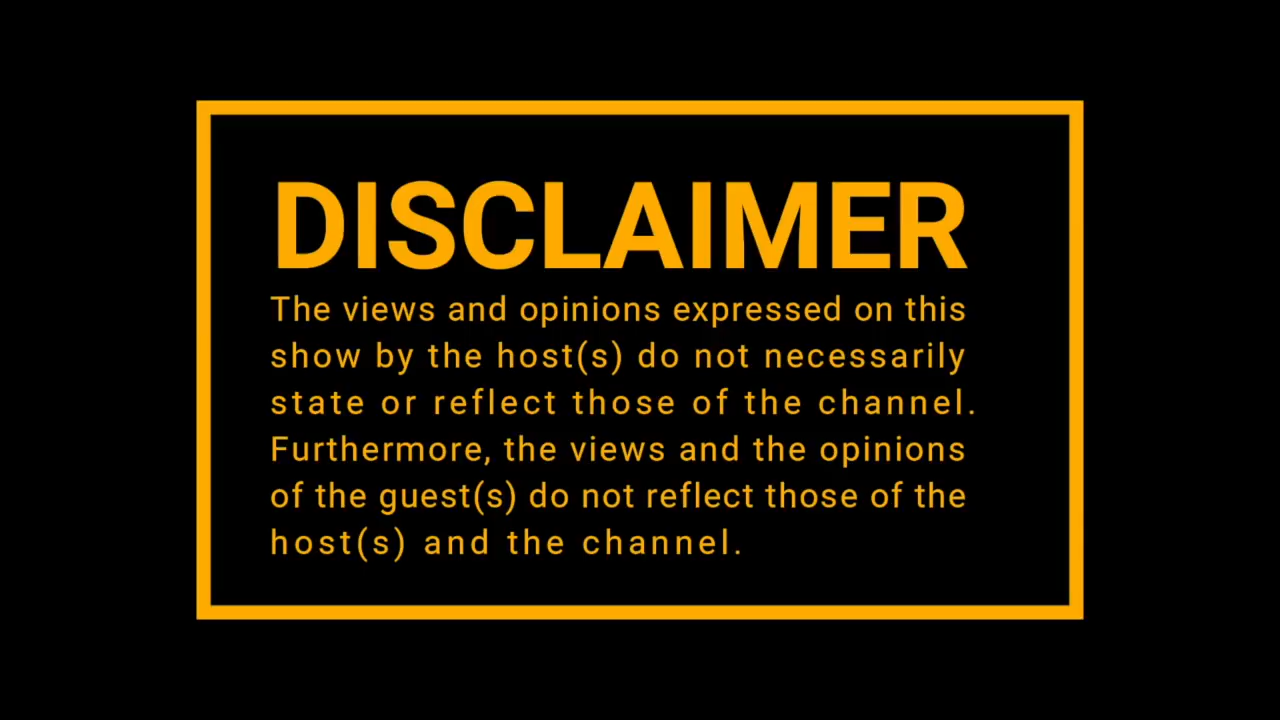 DISCLAIMER
The views and opinions expressed on this
show by the host(s) do not necessarily
state or reflect those of the channel.
Furthermore, the views and the opinions
of the guest(s) do not reflect those of the
host(s) and the channel.